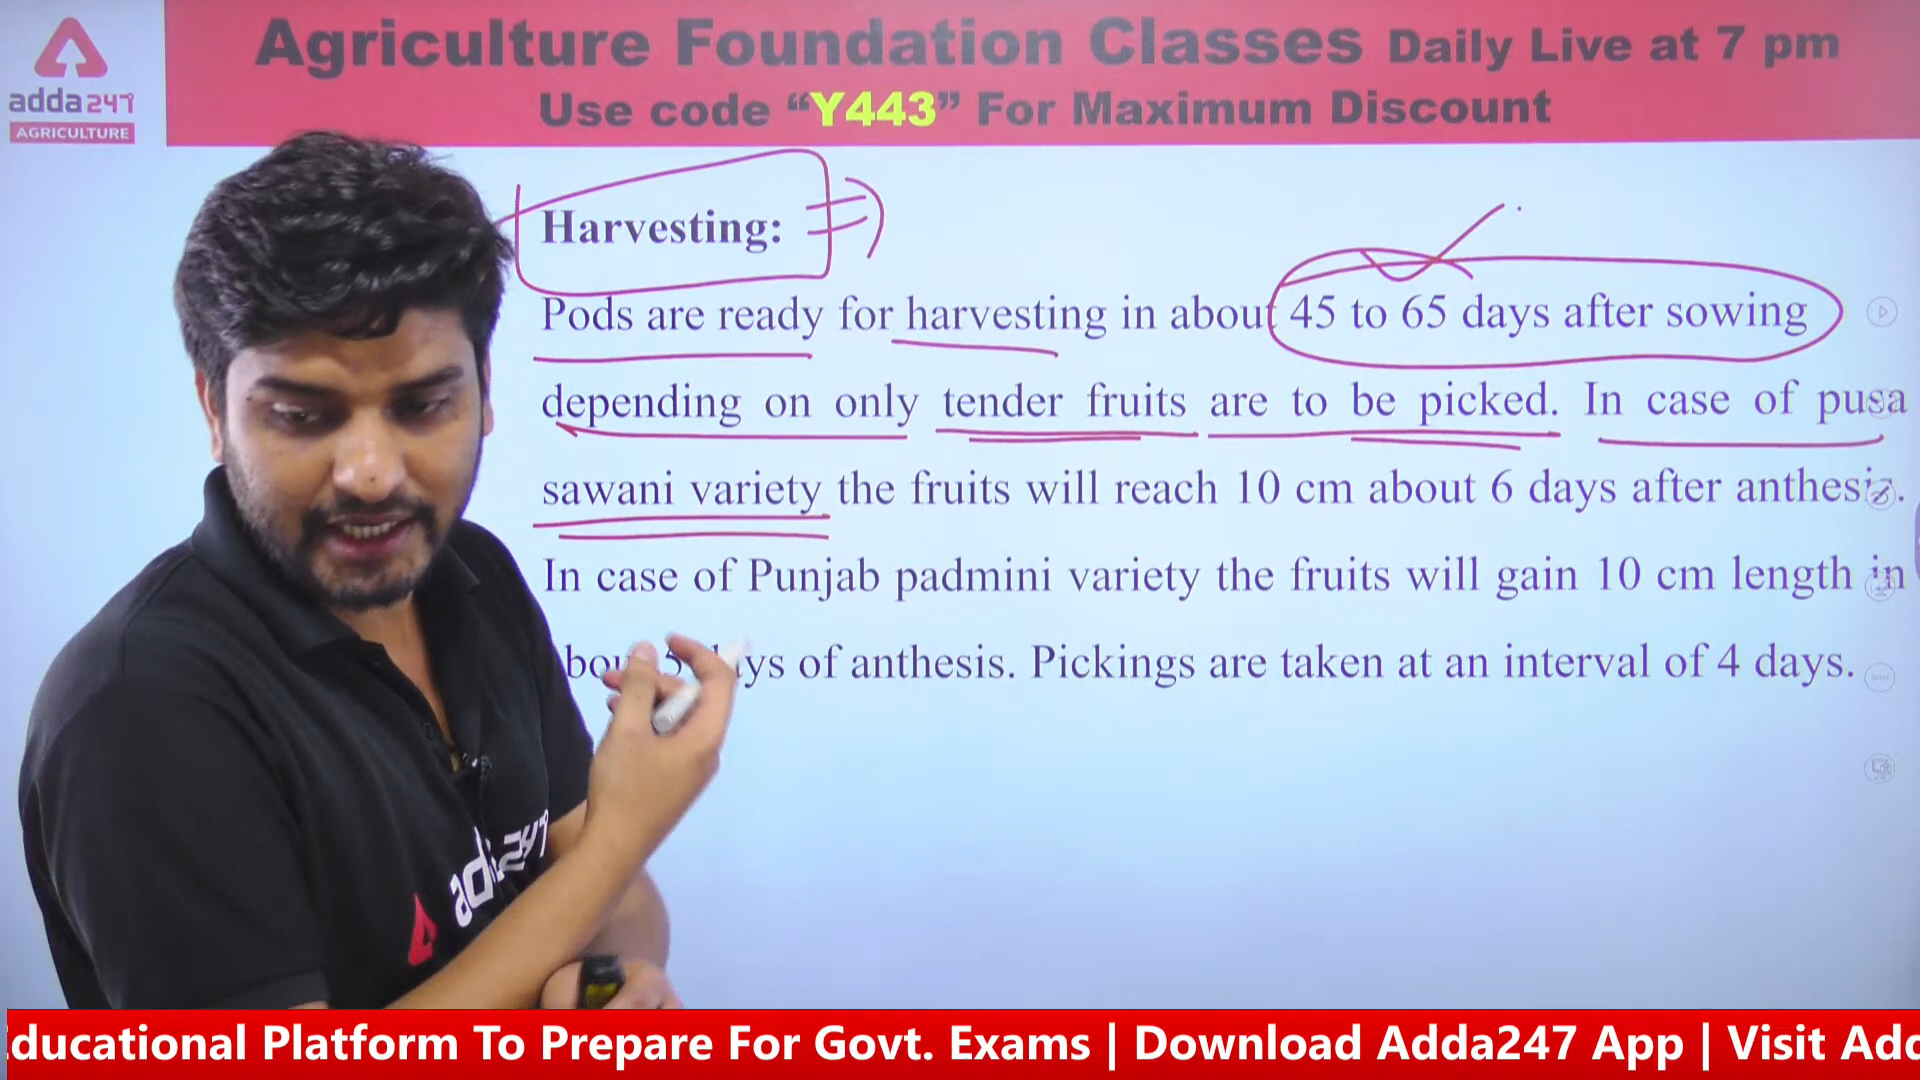 Agriculture Foundation Classes Daily Live at 7 pm
Use code “Y443” For Maximum Discount
adda247
AGRICULTURE
Harvesting:
Pods are ready for harvesting in about 45 to 65 days after sowing
depending on only tender fruits are to be picked. In case of pusa
sawani variety the fruits will reach 10 cm about 6 days after anthesis.
In case of Punjab padmini variety the fruits will gain 10 cm length in
5 of anthesis. Pickings are taken at an interval of 4 days.
adda247
Platform To Prepare For Govt. Exams | Download Adda247 App | Visit